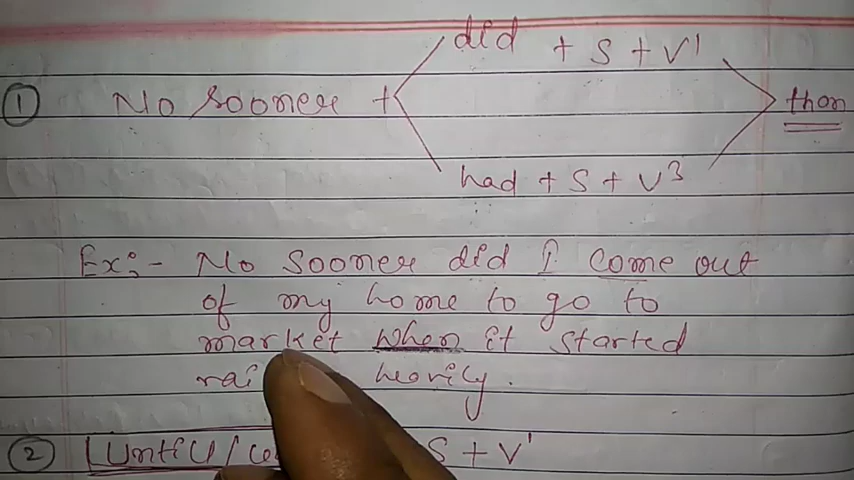 did + S + V1
① No sooner + than
had + S + V3
Ex:- No sooner did I come out
of my home to go to
market when it started
heavily.
② Until/ S + V1